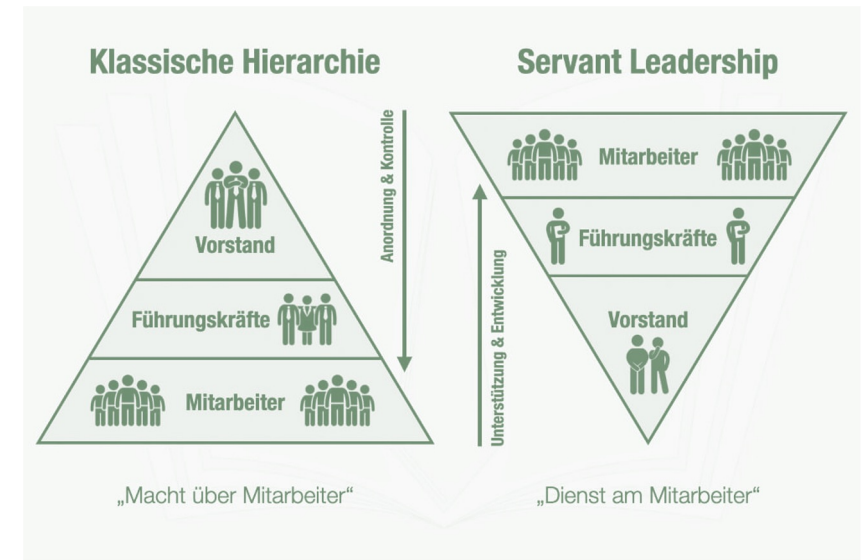 Klassische Hierarchie
Vorstand
Führungskräfte
Mitarbeiter
„Macht über Mitarbeiter“
Anordnung & Kontrolle
Servant Leadership
Mitarbeiter
Führungskräfte
Vorstand
Unterstützung & Entwicklung
„Dienst am Mitarbeiter“